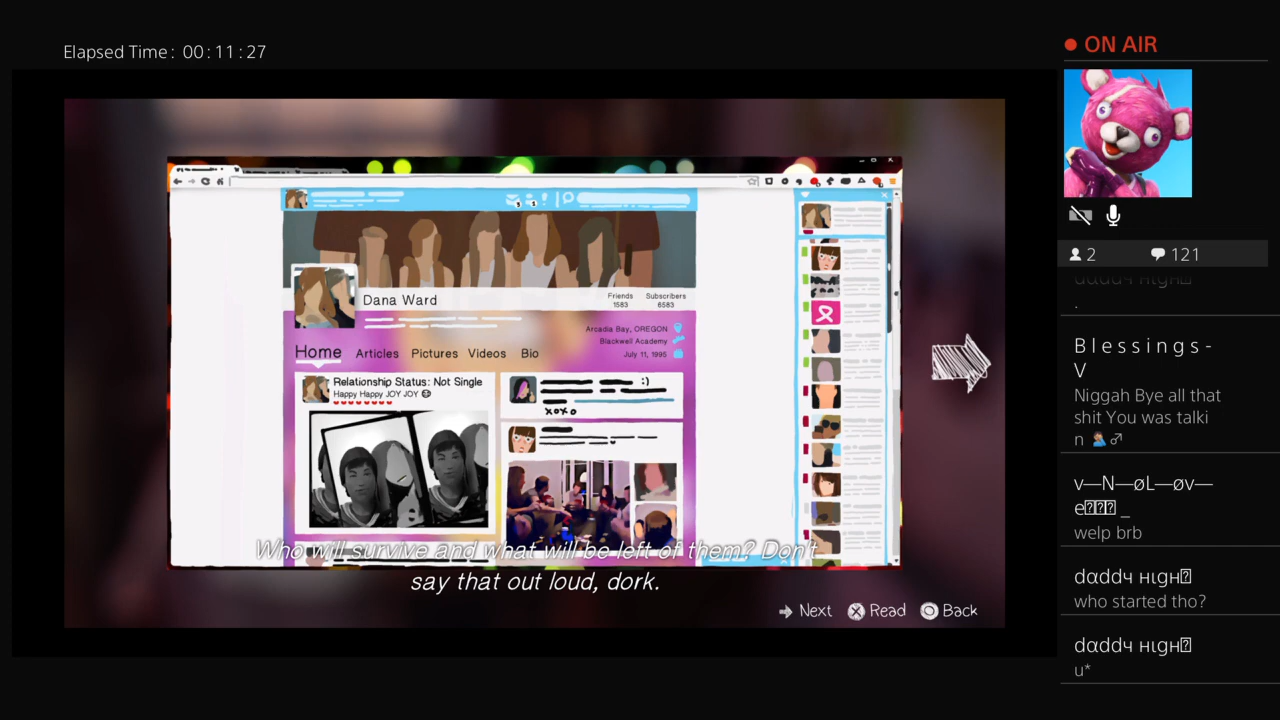 Elapsed Time: 00:11:27
ON AIR
2
121
Dana Ward
Friends
1583
Subscribers
6583
Arcadia Bay, OREGON
Blackwell Academy
July 11, 1995
Home
Articles
Pictures
Videos
Bio
Relationship Status: Not Single
Happy Happy JOY JOY
:)
xoxo
Who will survive and what will be left of them? Don't
say that out loud, dork.
Next
Read
Back
.
Blessings-
V
Niggah Bye all that
shit You was talki
n 🤦🏽♂
v—N—øL—øv—
e
_
welp brb
dαddч нιgн
who started tho?
dαddч нιgн
u*